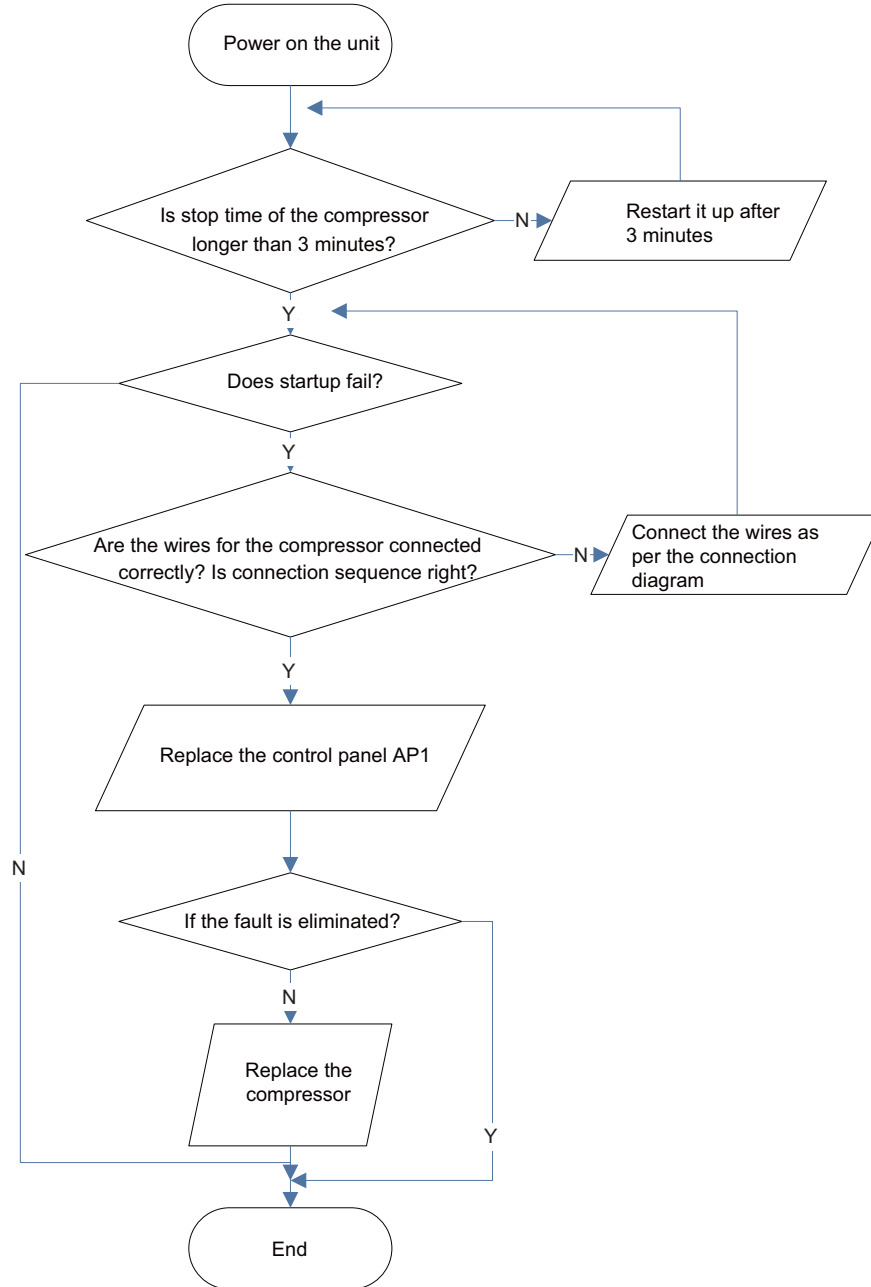 Power on the unit
Is stop time of the compressor
longer than 3 minutes?
N
Restart it up after
3 minutes
Y
Does startup fail?
Y
Are the wires for the compressor connected
correctly? Is connection sequence right?
N
Connect the wires as
per the connection
diagram
Y
Replace the control panel AP1
N
If the fault is eliminated?
N
Replace the
compressor
Y
End